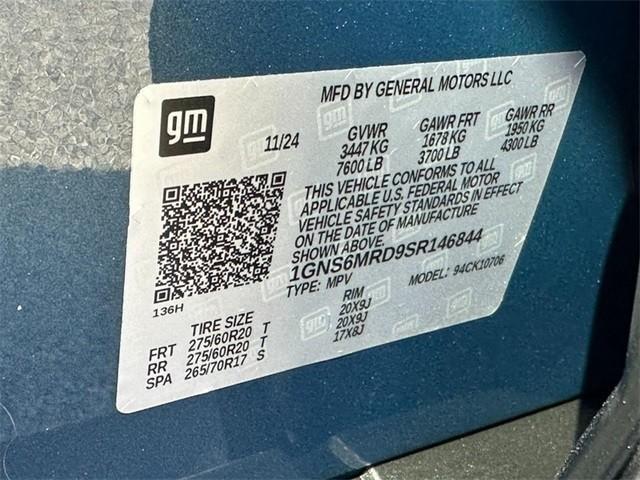 MFD BY GENERAL MOTORS LLC
gm
11/24
GVWR GAWR FRT GAWR RR
3447 KG 1678 KG 1950 KG
7600 LB 3700 LB 4300 LB
THIS VEHICLE CONFORMS TO ALL
APPLICABLE U.S. FEDERAL MOTOR
VEHICLE SAFETY STANDARDS IN EFFECT
ON THE DATE OF MANUFACTURE
SHOWN ABOVE.
1GNS6MRD9SR146844
TYPE: MPV MODEL: 94CK10706
136H
TIRE SIZE RIM
FRT 275/60R20 T 20X9J
RR 275/60R20 T 20X9J
SPA 265/70R17 S 17X8J